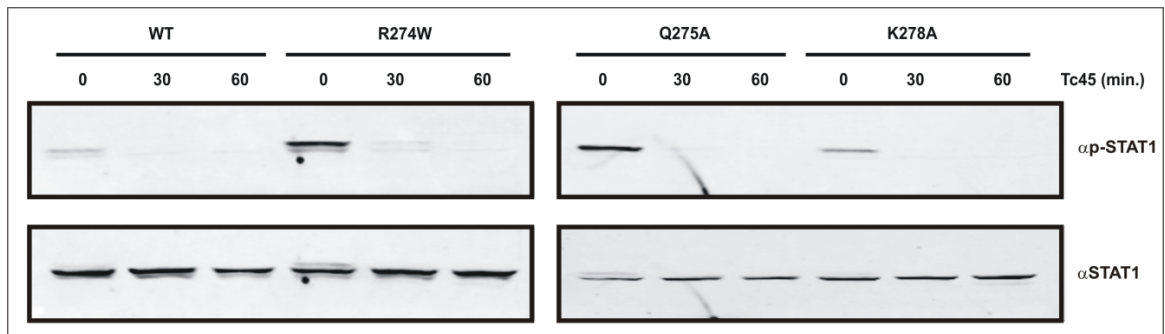 WT R274W Q275A K278A
0 30 60 0 30 60 0 30 60 0 30 60 Tc45 (min.)
αp-STAT1
αSTAT1